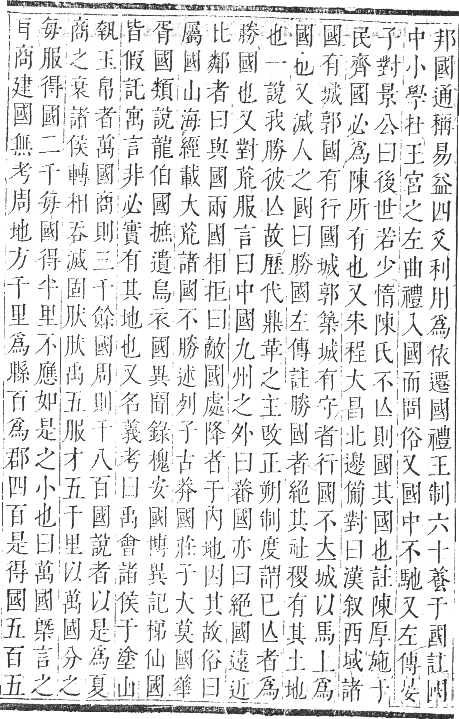 邦國通稱易益四爻利用爲依遷國禮王制六十養于國註國
中小學在王宮之左曲禮入國而問俗又國中不馳又左傳晏
子對景公曰後世若少惰陳氏不亾則國其國也註陳厚施于
民齊國必爲陳所有也又宋程大昌北邊備對曰漢叙西域諸
國有城郭國有行國城郭築城有守者行國不立城以馬上爲
國也又滅人之國曰勝國左傳註勝國者絕其社稷有其土地
也一說我勝彼亾故歷代鼎革之主改正朔制度謂已亾者爲
勝國也又對荒服言曰中國九州之外曰蕃國亦曰絕國遠近
比鄰者曰與國兩國相拒曰敵國處降者于內地因其故俗曰
屬國山海經載大荒諸國不勝述列子古莽國莊子大莫國華
胥國類說龍伯國摭遺烏衣國異聞錄槐安國博異記梯仙國
皆假託寓言非必實有其地也又名義考曰禹會諸侯于塗山
執玉帛者萬國商則三千餘國周則千八百國說者以是爲夏
商之衰諸侯轉相吞滅固肰肰禹五服才五千里以萬國分之
每服得國二千每國得半里不應如是之小也曰萬國槩言之
自商建國無考周地方千里爲縣百爲郡四百是得國五百五